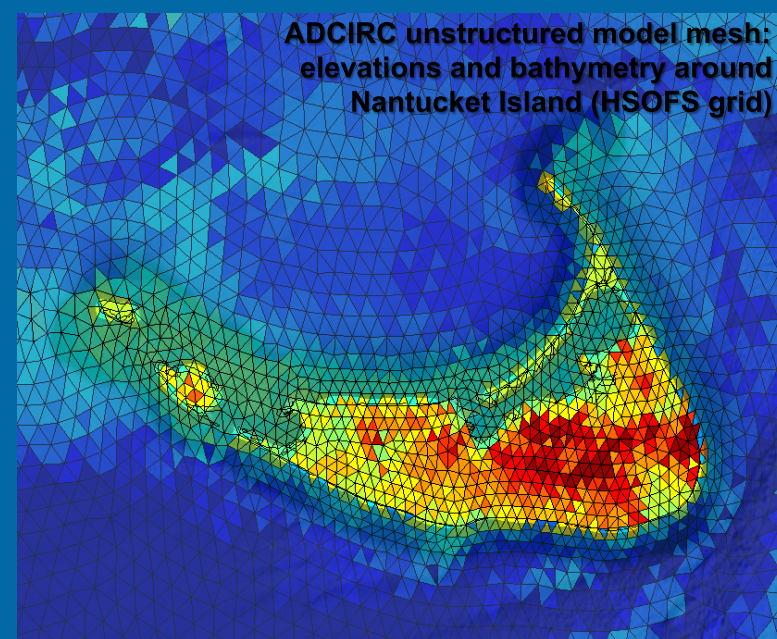 ADCIRC unstructured model mesh:
elevations and bathymetry around
Nantucket Island (HSOFS grid)